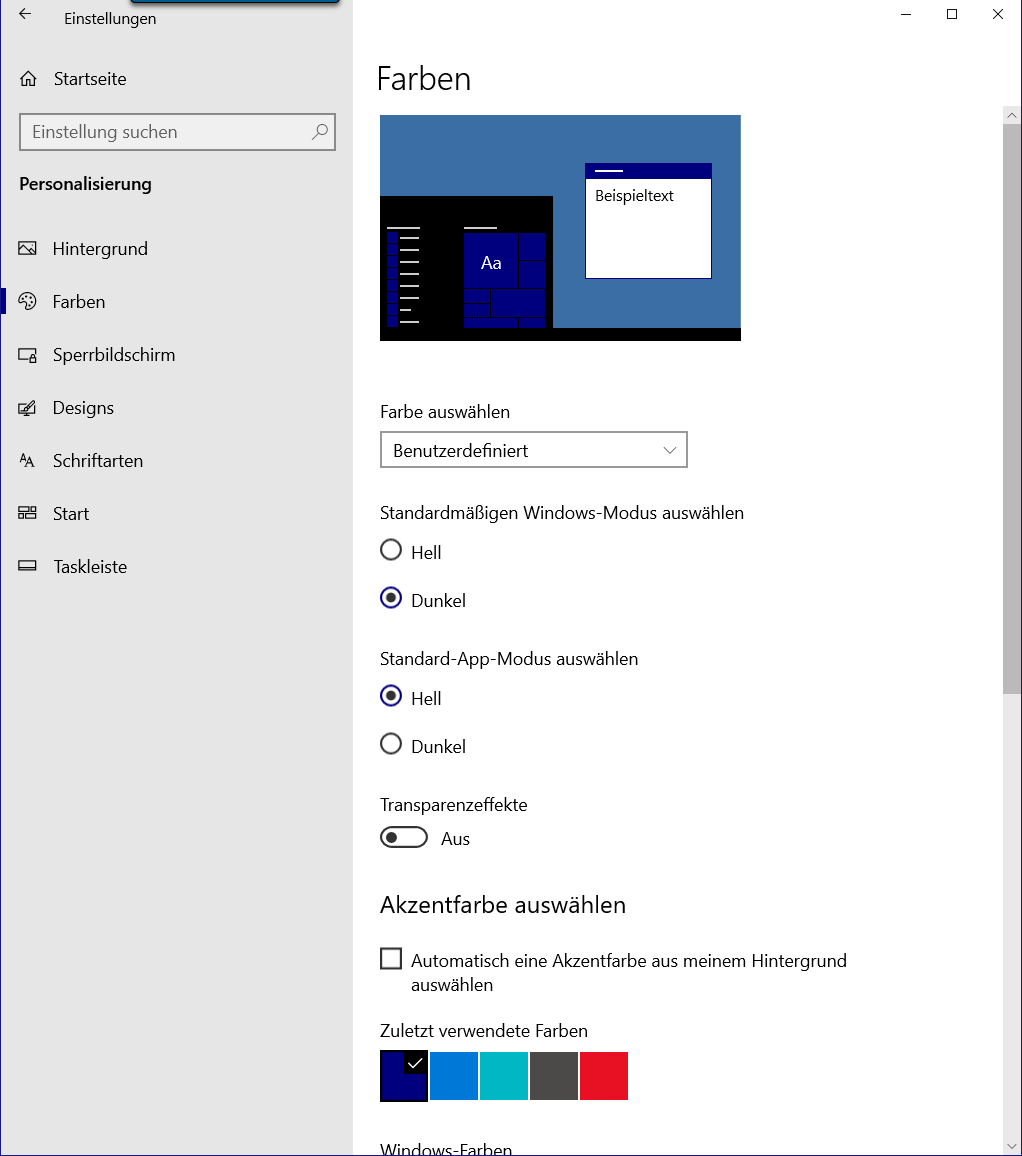 Einstellungen
Startseite
Einstellung suchen
Personalisierung
Hintergrund
Farben
Sperrbildschirm
Designs
Schriftarten
Start
Taskleiste
Farben
Beispieltext
Aa
Farbe auswählen
Benutzerdefiniert
Standardmäßigen Windows-Modus auswählen
Hell
Dunkel
Standard-App-Modus auswählen
Hell
Dunkel
Transparenzeffekte
Aus
Akzentfarbe auswählen
Automatisch eine Akzentfarbe aus meinem Hintergrund
auswählen
Zuletzt verwendete Farben
Windows-Farben